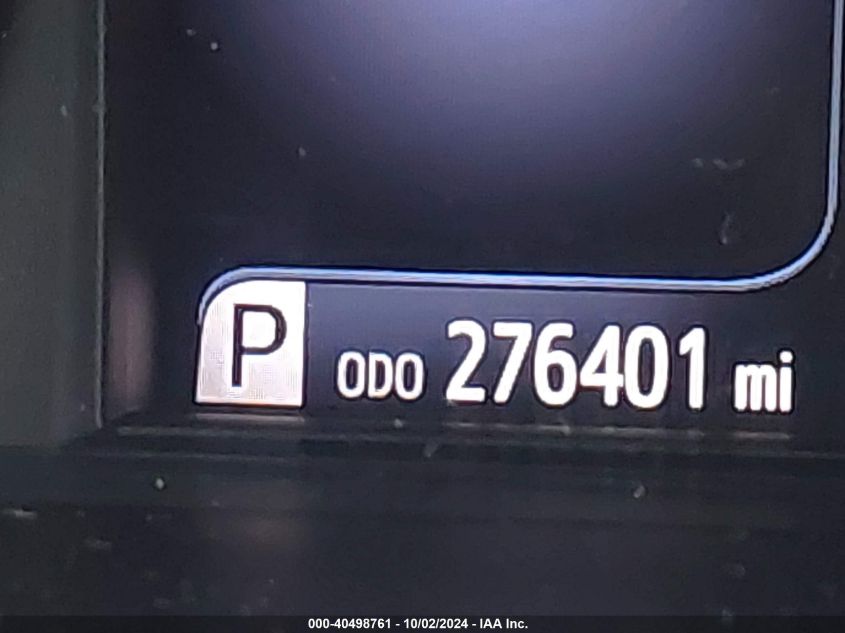 P ODO 276401 mi
000-40498761 - 10/02/2024 - IAA Inc.